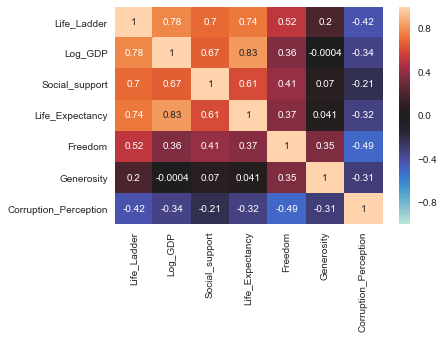 Life_Ladder 1 0.78 0.7 0.74 0.52 0.2 -0.42
Log_GDP 0.78 1 0.67 0.83 0.36 -0.0004 -0.34
Social_support 0.7 0.67 1 0.61 0.41 0.07 -0.21
Life_Expectancy 0.74 0.83 0.61 1 0.37 0.041 -0.32
Freedom 0.52 0.36 0.41 0.37 1 0.35 -0.49
Generosity 0.2 -0.0004 0.07 0.041 0.35 1 -0.31
Corruption_Perception -0.42 -0.34 -0.21 -0.32 -0.49 -0.31 1
Life_Ladder
Log_GDP
Social_support
Life_Expectancy
Freedom
Generosity
Corruption_Perception
0.8
0.4
0.0
-0.4
-0.8